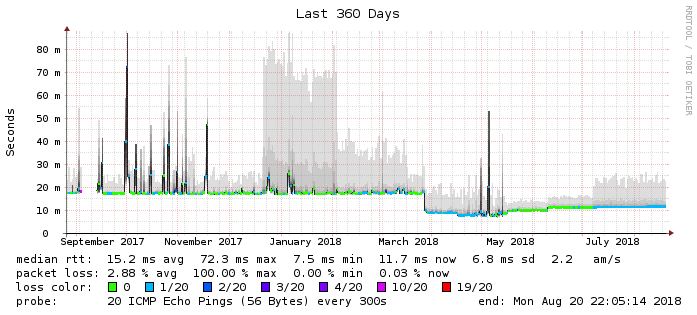 Last 360 Days
RRDTOOL / TOBI OETIKER
Seconds
80 m
70 m
60 m
50 m
40 m
30 m
20 m
10 m
0
September 2017 November 2017 January 2018 March 2018 May 2018 July 2018
median rtt: 15.2 ms avg 72.3 ms max 7.5 ms min 11.7 ms now 6.8 ms sd 2.2 am/s
packet loss: 2.88 % avg 100.00 % max 0.00 % min 0.03 % now
loss color: 0 1/20 2/20 3/20 4/20 10/20 19/20
probe: 20 ICMP Echo Pings (56 Bytes) every 300s end: Mon Aug 20 22:05:14 2018